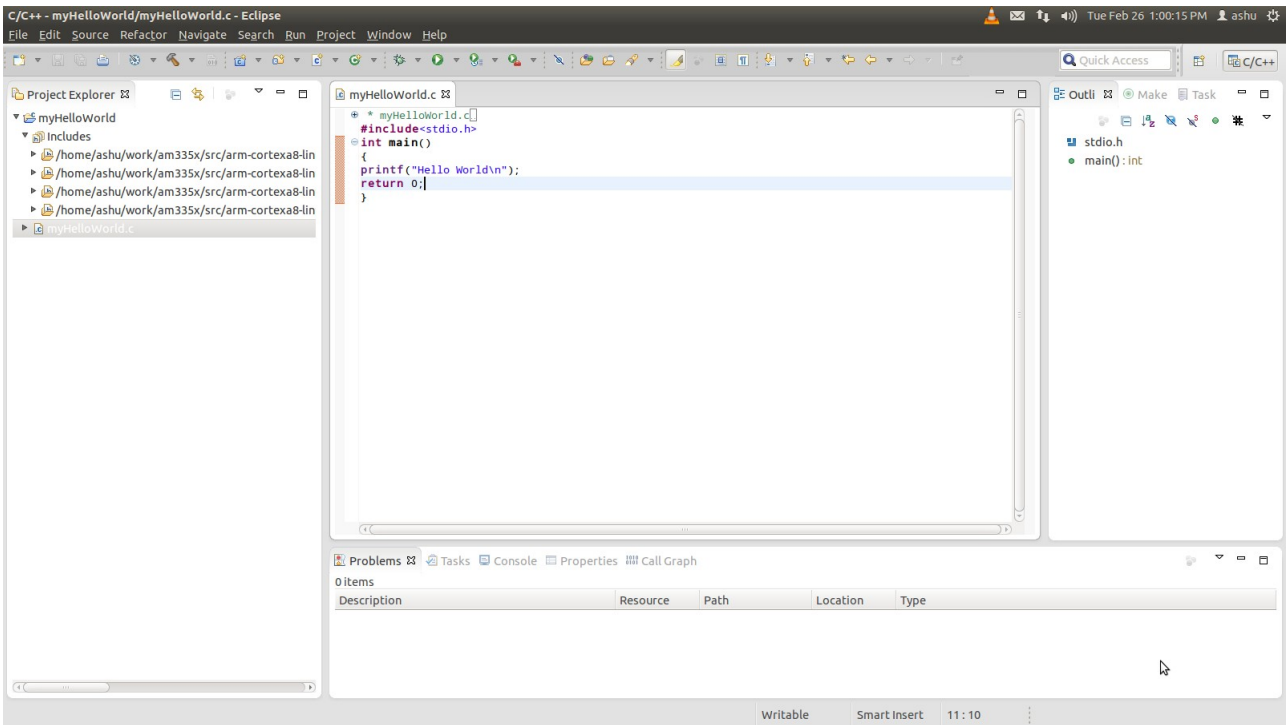 C/C++ - myHelloWorld/myHelloWorld.c - Eclipse
Tue Feb 26 1:00:15 PM ashu
File Edit Source Refactor Navigate Search Run Project Window Help
Quick Access
C/C++
Project Explorer
myHelloWorld
Includes
/home/ashu/work/am335x/src/arm-cortexa8-lin
/home/ashu/work/am335x/src/arm-cortexa8-lin
/home/ashu/work/am335x/src/arm-cortexa8-lin
/home/ashu/work/am335x/src/arm-cortexa8-lin
myHelloWorld.c
myHelloWorld.c
* myHelloWorld.c
#include<stdio.h>
int main()
{
printf("Hello World\n");
return 0;
}
Outli Make Task
stdio.h
main() : int
Problems Tasks Console Properties Call Graph
0 items
Description Resource Path Location Type
Writable Smart Insert 11 : 10